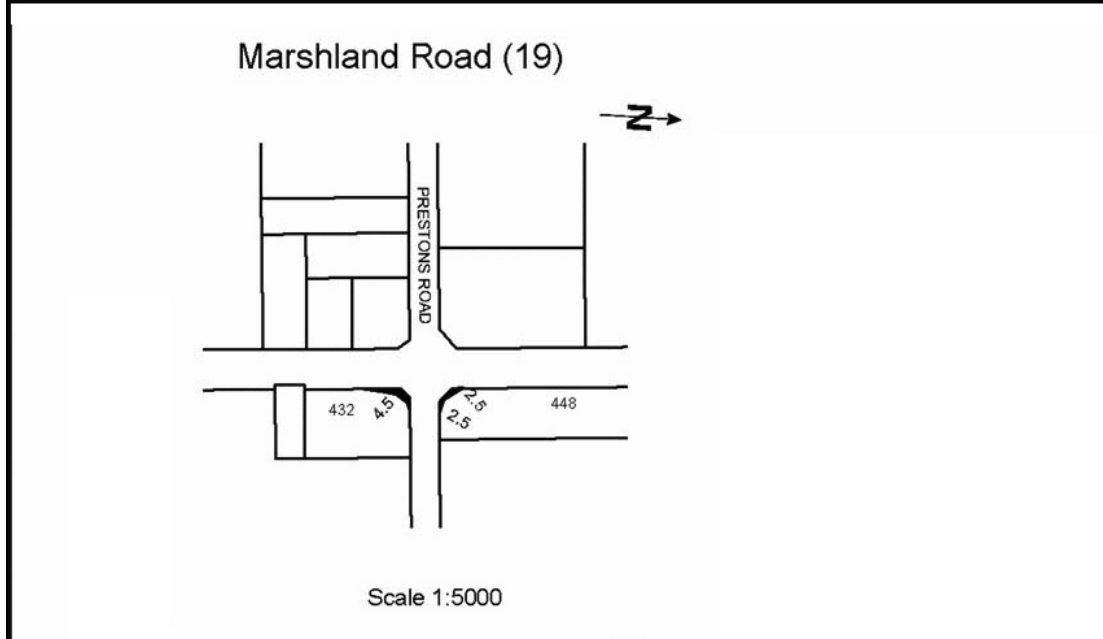 Marshland Road (19)
N
PRESTONS ROAD
432
4.5
2.5
2.5
448
Scale 1:5000